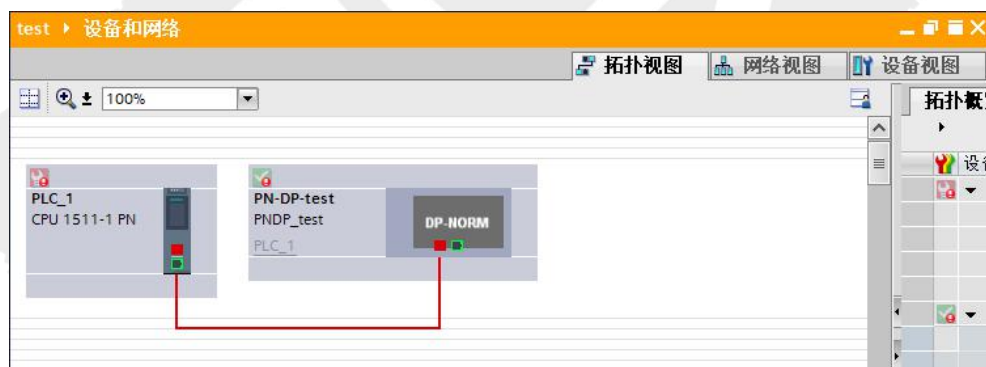 test ▸ 设备和网络
拓扑视图 网络视图 设备视图
100% 拓扑概
PLC_1
CPU 1511-1 PN
PN-DP-test
PNDP_test
PLC_1
DP-NORM
设